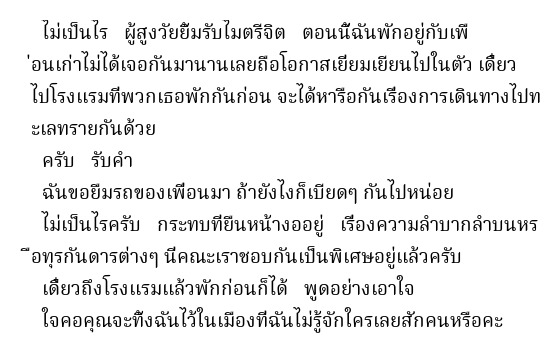 ไม่เป็นไร ผู้สูงวัยยิ้มรับไมตรีจิต ตอนนี้ฉันพักอยู่กับเพื
่อนเก่าไม่ได้เจอกันมานานเลยถือโอกาสเยี่ยมเยียนไปในตัว เดี๋ยว
ไปโรงแรมที่พวกเธอพักกันก่อน จะได้หารือกันเรื่องการเดินทางไปท
ะเลทรายกันด้วย
ครับ รับคำ
ฉันขอยืมรถของเพื่อนมา ถ้ายังไงก็เบียดๆ กันไปหน่อย
ไม่เป็นไรครับ กระทบที่ยืนหน้างออยู่ เรื่องความลำบากลำบนหร
ือทุรกันดารต่างๆ นี่คณะเราชอบกันเป็นพิเศษอยู่แล้วครับ
เดี๋ยวถึงโรงแรมแล้วพักก่อนก็ได้ พูดอย่างเอาใจ
ใจคอคุณจะทิ้งฉันไว้ในเมืองที่ฉันไม่รู้จักใครเลยสักคนหรือคะ